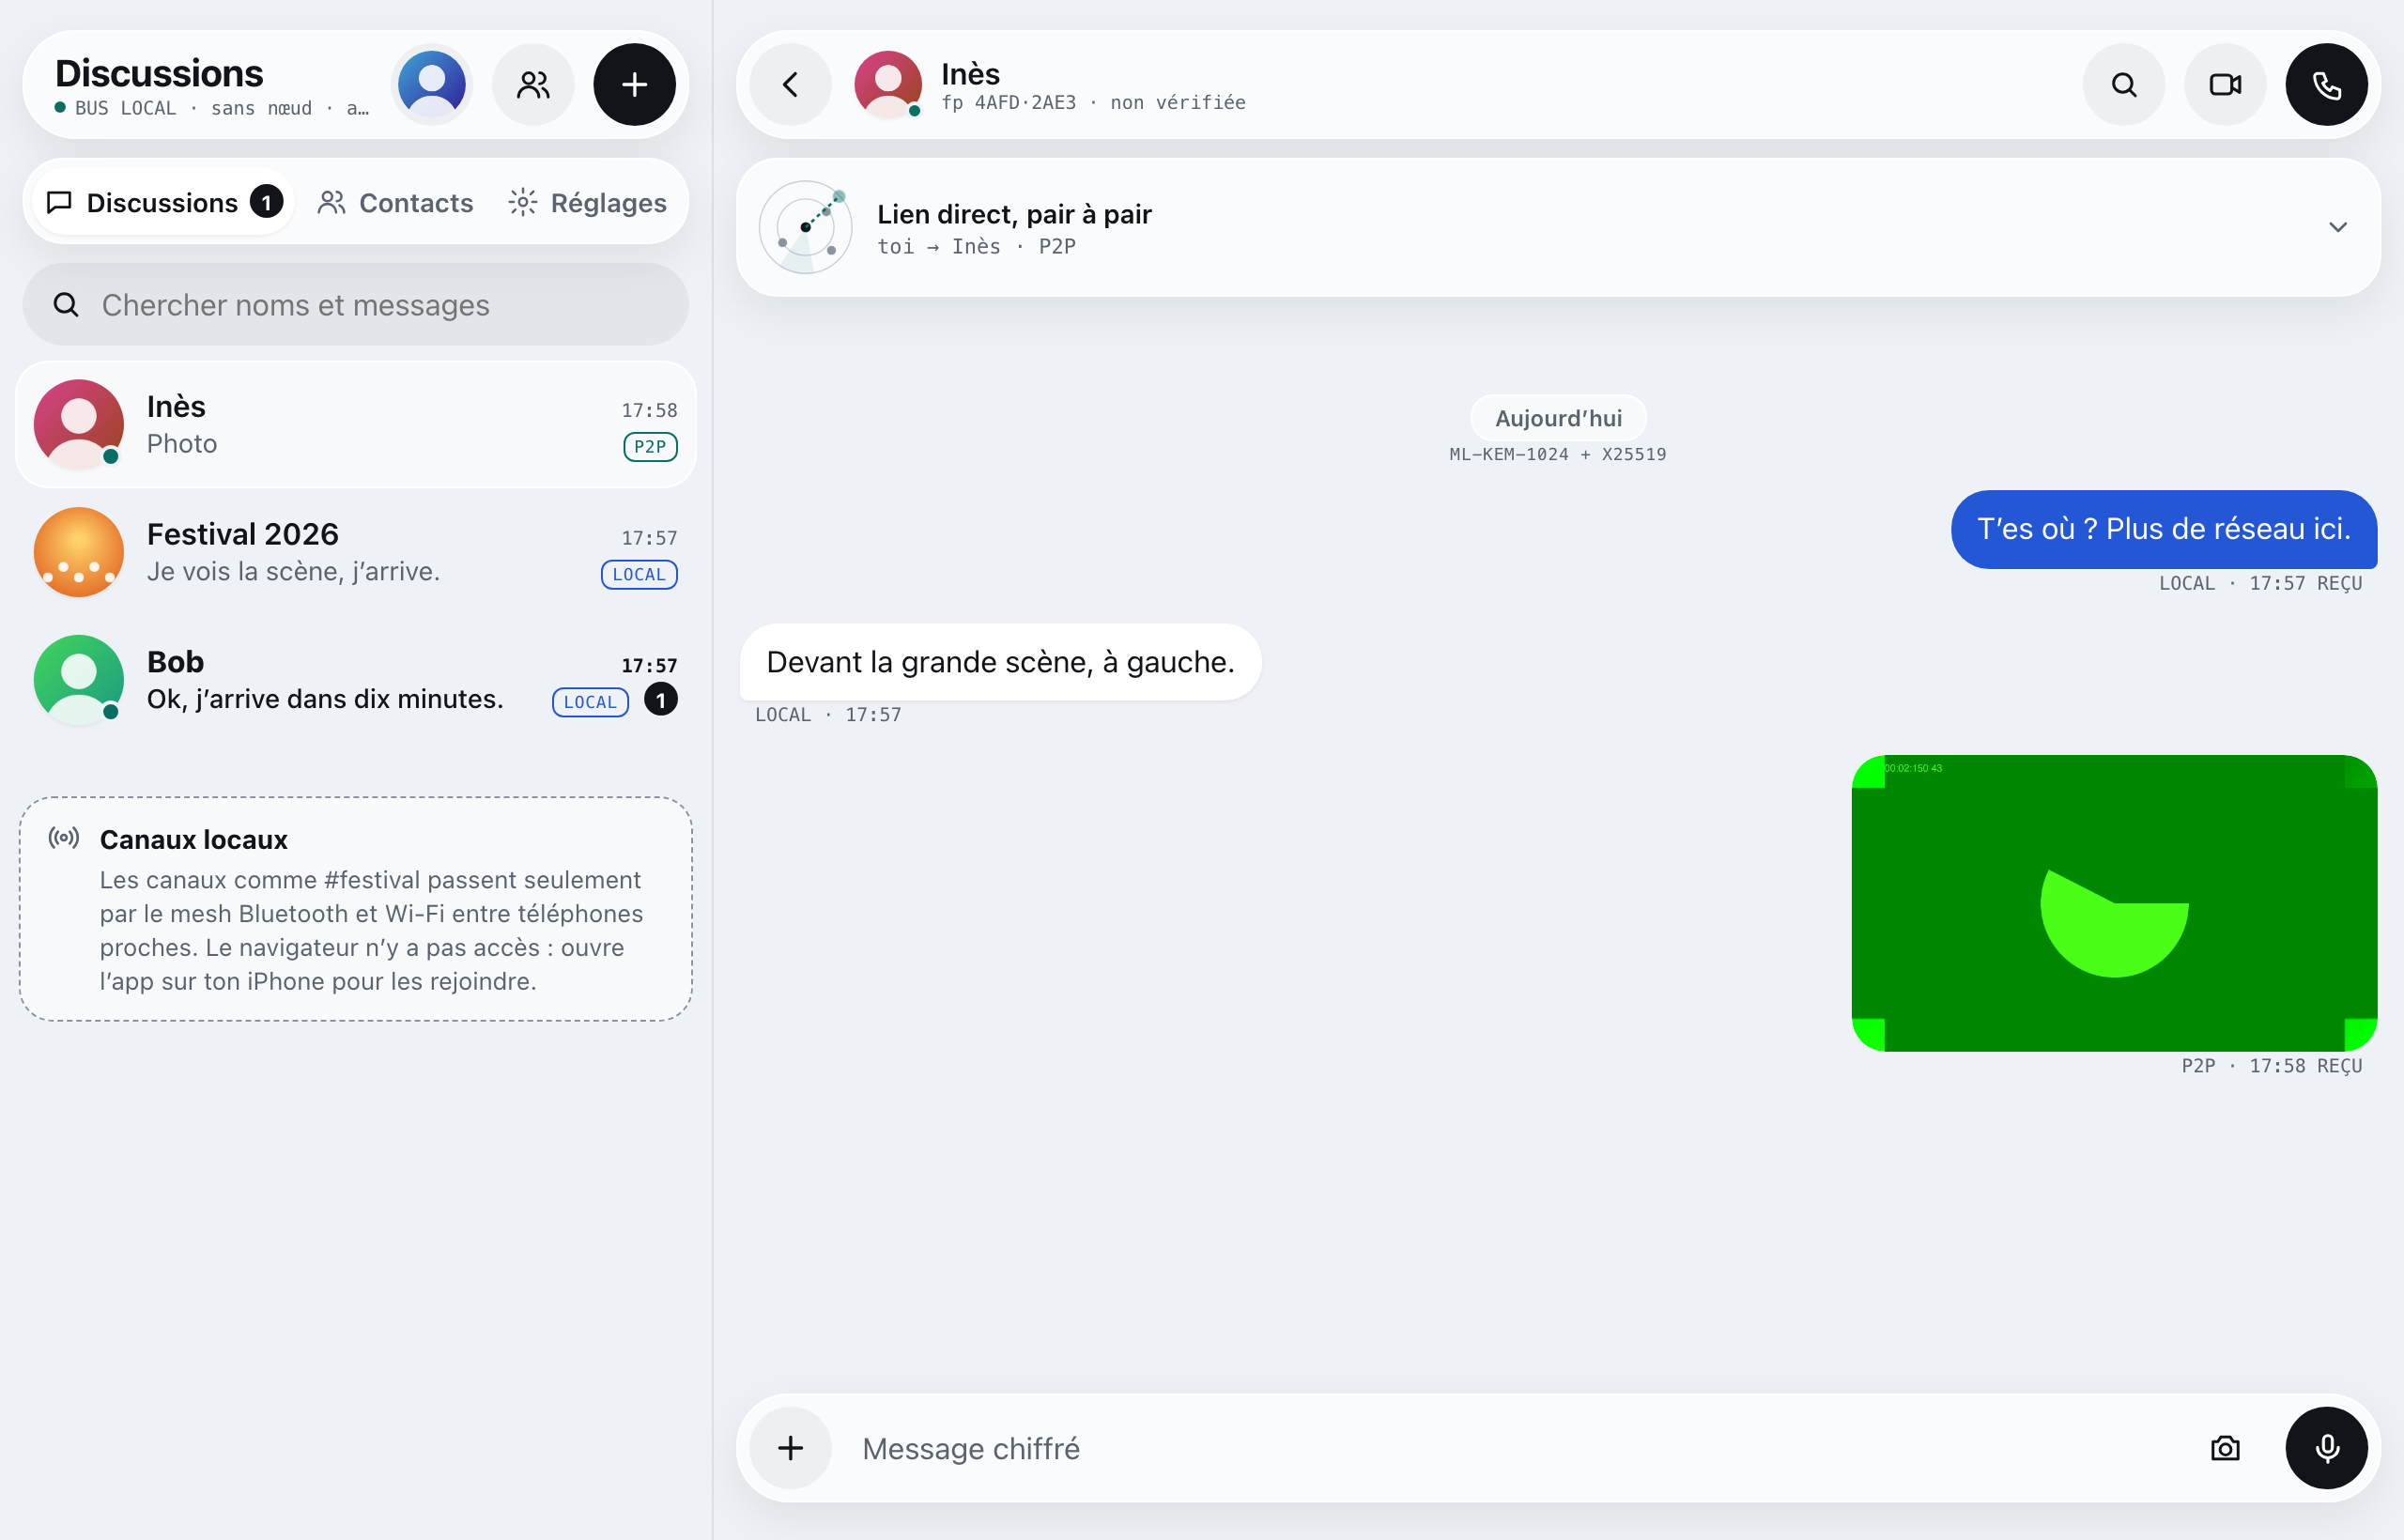 Discussions
BUS LOCAL · sans nœud · a…
Discussions 1
Contacts
Réglages
Chercher noms et messages
Inès
17:58
Photo
P2P
Festival 2026
17:57
Je vois la scène, j’arrive.
LOCAL
Bob
17:57
Ok, j’arrive dans dix minutes.
LOCAL
1
Canaux locaux
Les canaux comme #festival passent seulement
par le mesh Bluetooth et Wi-Fi entre téléphones
proches. Le navigateur n’y a pas accès : ouvre
l’app sur ton iPhone pour les rejoindre.
Inès
fp 4AFD·2AE3 · non vérifiée
Lien direct, pair à pair
toi → Inès · P2P
Aujourd’hui
ML-KEM-1024 + X25519
T’es où ? Plus de réseau ici.
LOCAL · 17:57 REÇU
Devant la grande scène, à gauche.
LOCAL · 17:57
00:02:150 43
P2P · 17:58 REÇU
Message chiffré